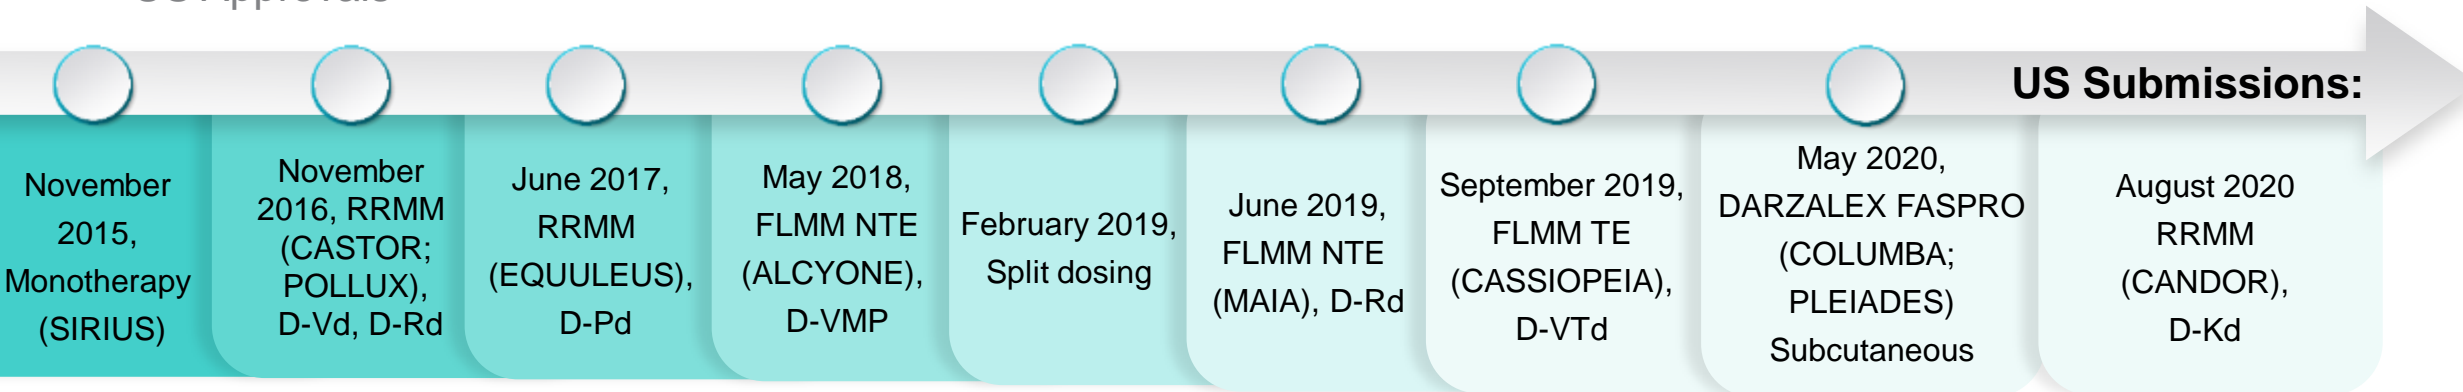 US Approvals
US Submissions:
November
2015,
Monotherapy
(SIRIUS)
November
2016, RRMM
(CASTOR;
POLLUX),
D-Vd, D-Rd
June 2017,
RRMM
(EQUULEUS),
D-Pd
May 2018,
FLMM NTE
(ALCYONE),
D-VMP
February 2019,
Split dosing
June 2019,
FLMM NTE
(MAIA), D-Rd
September 2019,
FLMM TE
(CASSIOPEIA),
D-VTd
May 2020,
DARZALEX FASPRO
(COLUMBA;
PLEIADES)
Subcutaneous
August 2020
RRMM
(CANDOR),
D-Kd